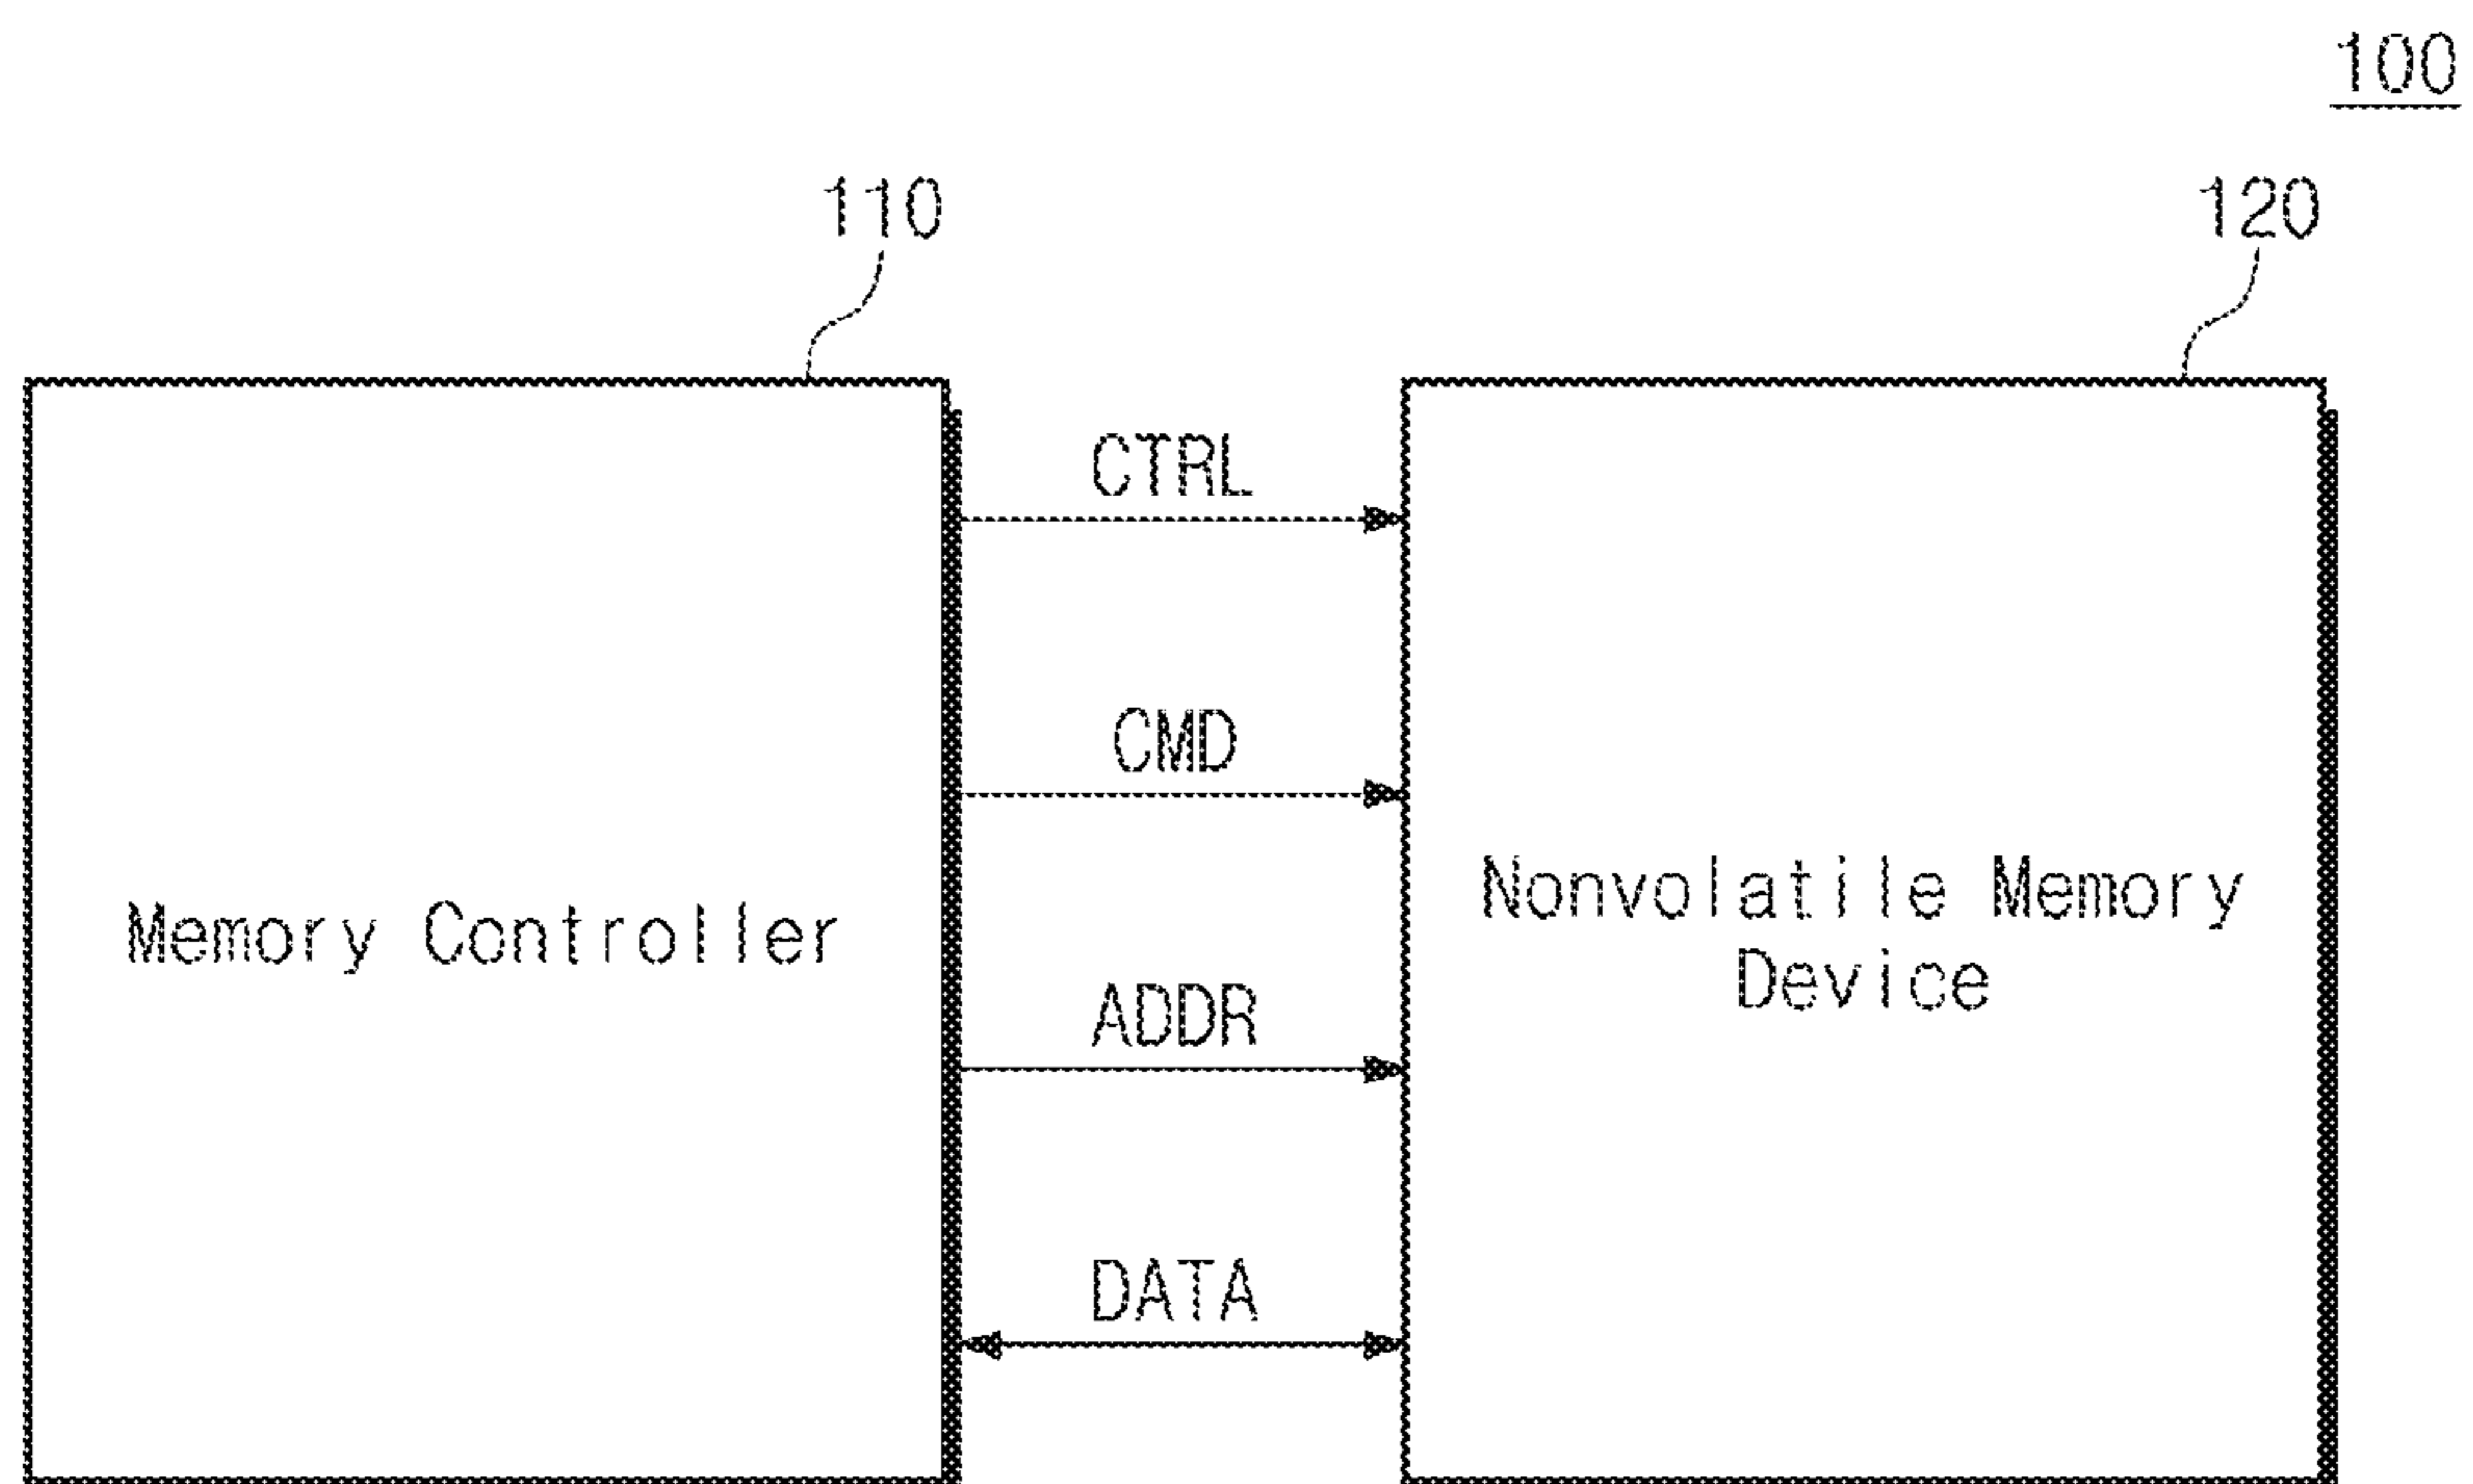 100
110
120
CTRL
CMD
Memory Controller
Nonvolatile Memory
Device
ADDR
DATA